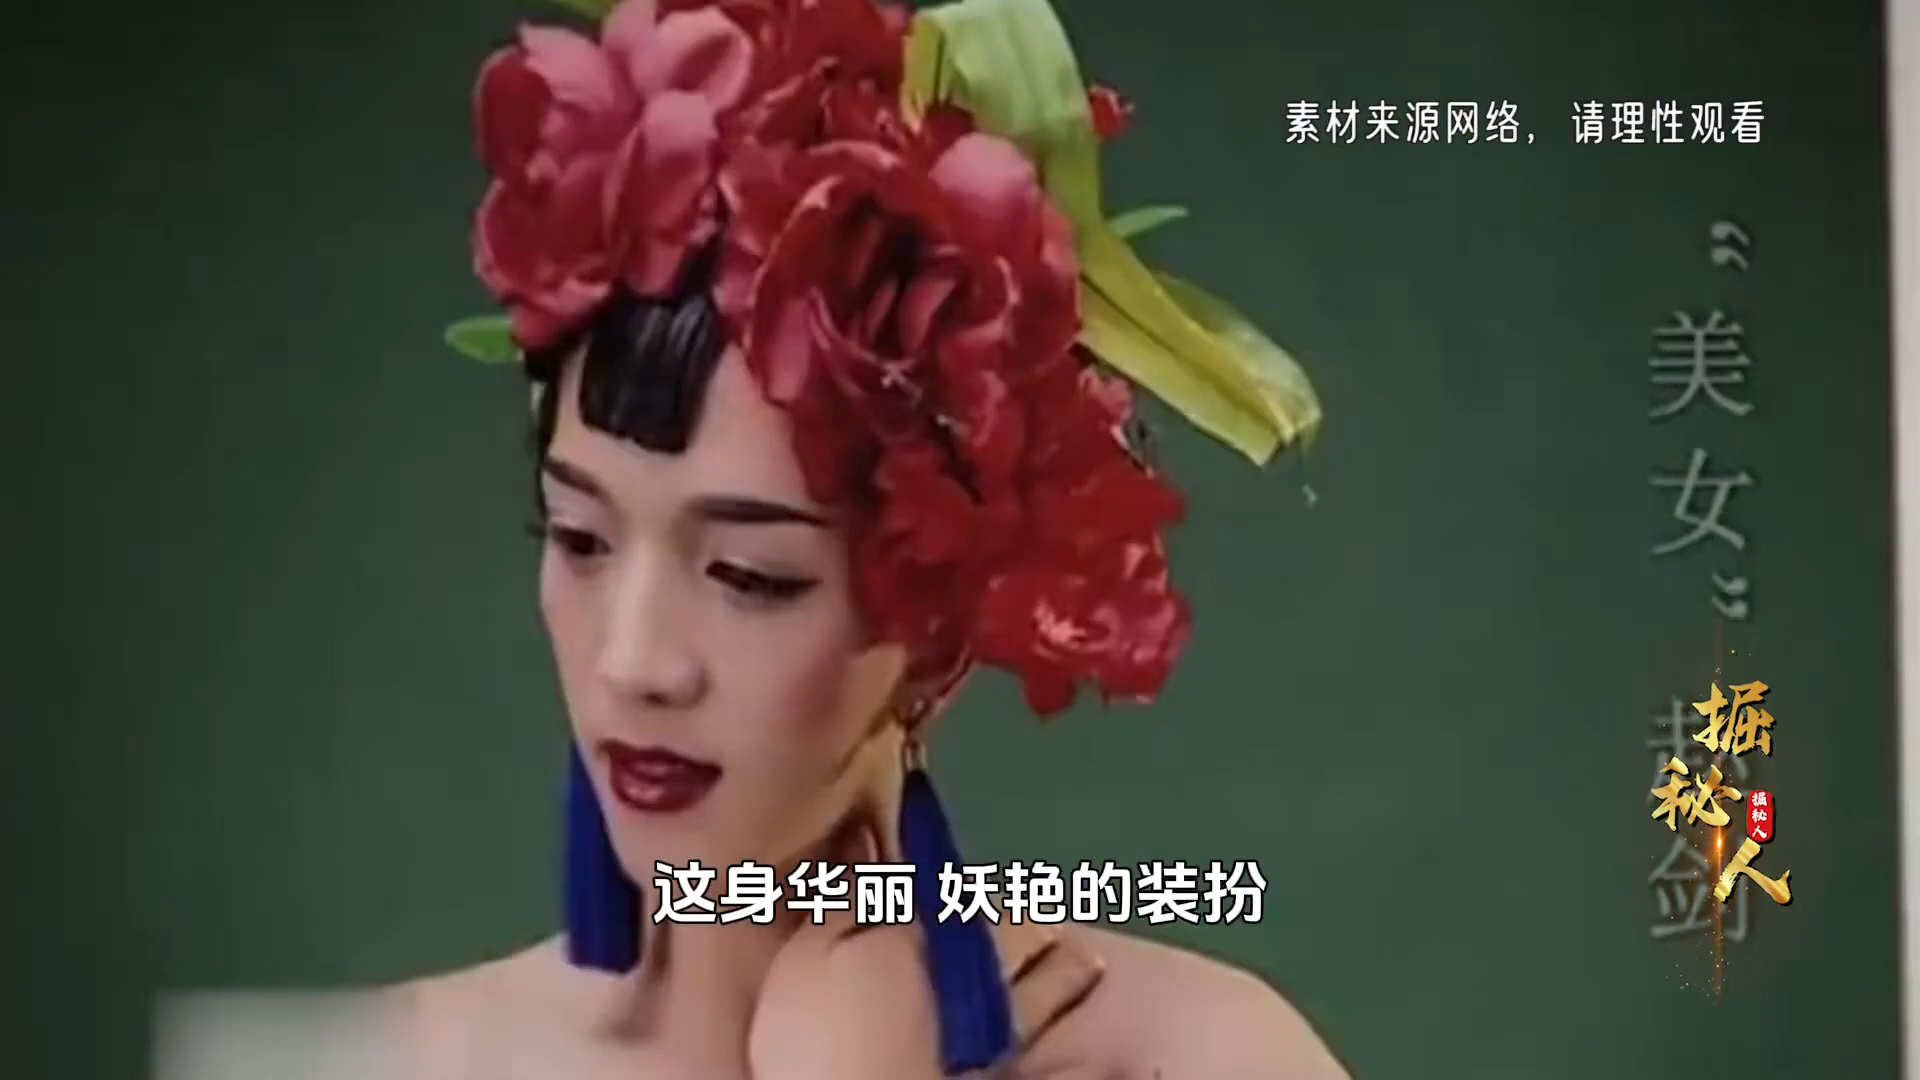 素材来源网络，请理性观看
“美女”
剑
掘秘人
掘秘人
这身华丽 妖艳的装扮